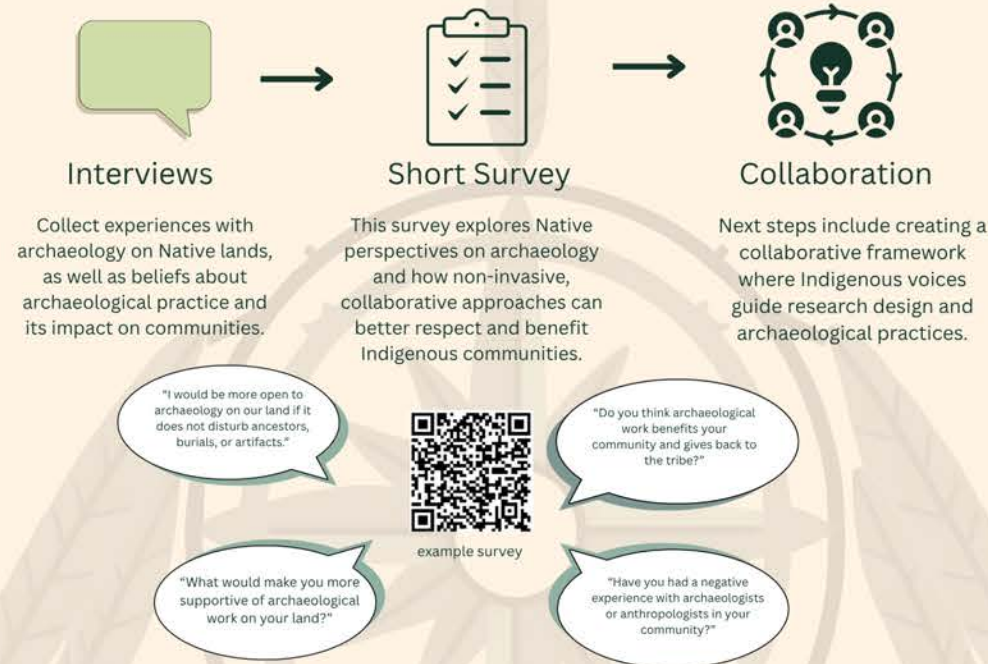 Interviews
Collect experiences with
archaeology on Native lands,
as well as beliefs about
archaeological practice and
its impact on communities.
Short Survey
This survey explores Native
perspectives on archaeology
and how non-invasive,
collaborative approaches can
better respect and benefit
Indigenous communities.
Collaboration
Next steps include creating a
collaborative framework
where Indigenous voices
guide research design and
archaeological practices.
"I would be more open to
archaeology on our land if it
does not disturb ancestors,
burials, or artifacts."
"Do you think archaeological
work benefits your
community and gives back to
the tribe?"
example survey
"What would make you more
supportive of archaeological
work on your land?"
"Have you had a negative
experience with archaeologists
or anthropologists in your
community?"